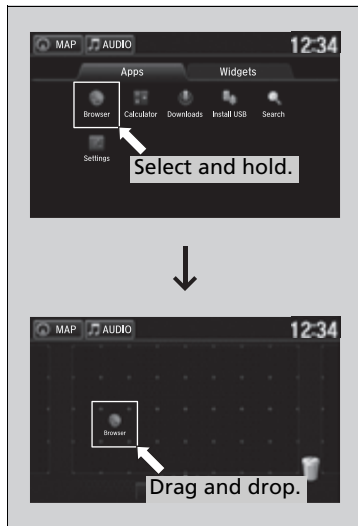 MAP AUDIO 12:34
Apps Widgets
Browser Calculator Downloads Install USB Search
Settings
Select and hold.
MAP AUDIO 12:34
Browser
Drag and drop.